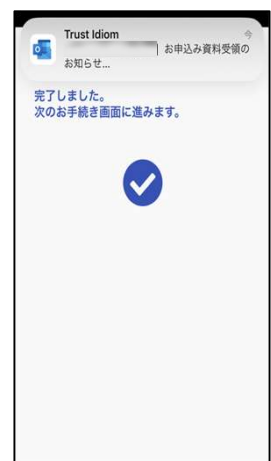 Trust Idiom
今
お申込み資料受領の
お知らせ...
完了しました。
次のお手続き画面に進みます。